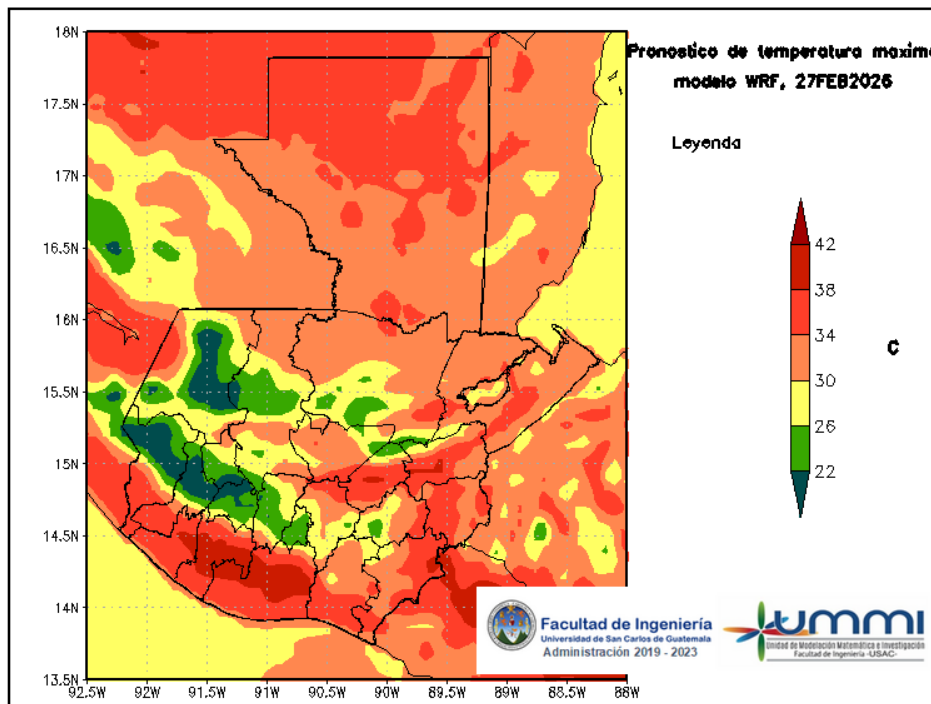 Pronostico de temperatura maxima
modelo WRF, 27FEB2026
Leyenda
18N
17.5N
17N
16.5N
16N
15.5N
15N
14.5N
14N
13.5N
92.5W 92W 91.5W 91W 90.5W 90W 89.5W 89W 88.5W 88W
42
38
34
30
26
22
C
Facultad de Ingeniería
Universidad de San Carlos de Guatemala
Administración 2019 - 2023
UMMI
Unidad de Modelación Matemática e Investigación
Facultad de Ingeniería -USAC-